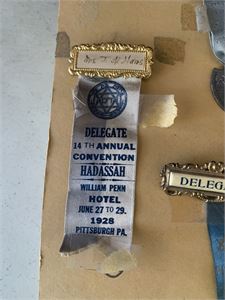 DELEGATE
14TH ANNUAL
CONVENTION
HADASSAH
WILLIAM PENN
HOTEL
JUNE 27 TO 29.
1928
PITTSBURGH PA.
DELEG